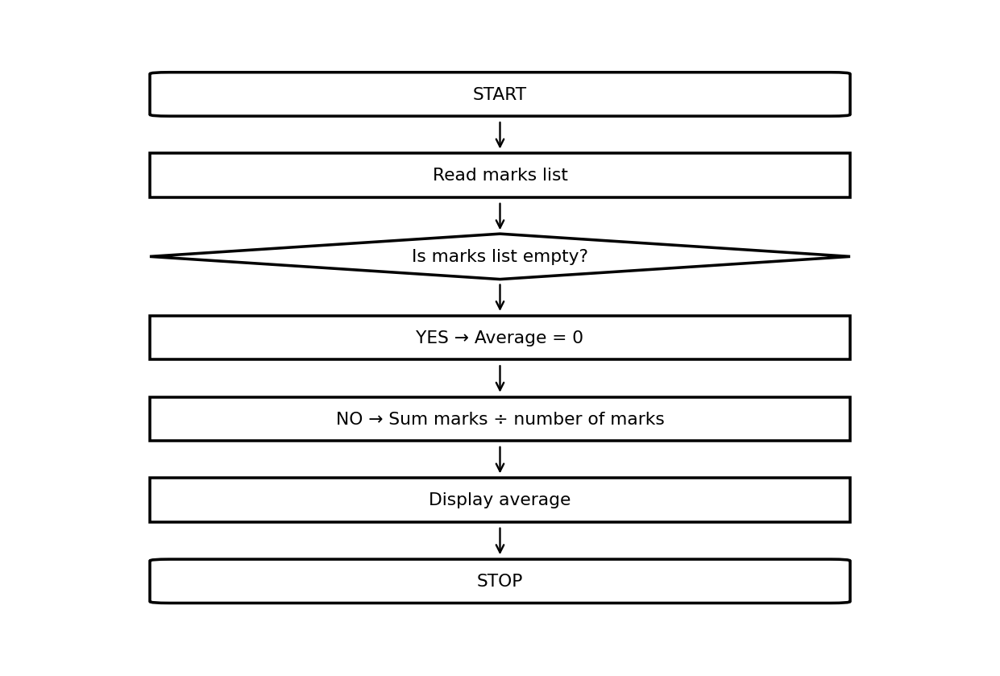 START
Read marks list
Is marks list empty?
YES → Average = 0
NO → Sum marks ÷ number of marks
Display average
STOP